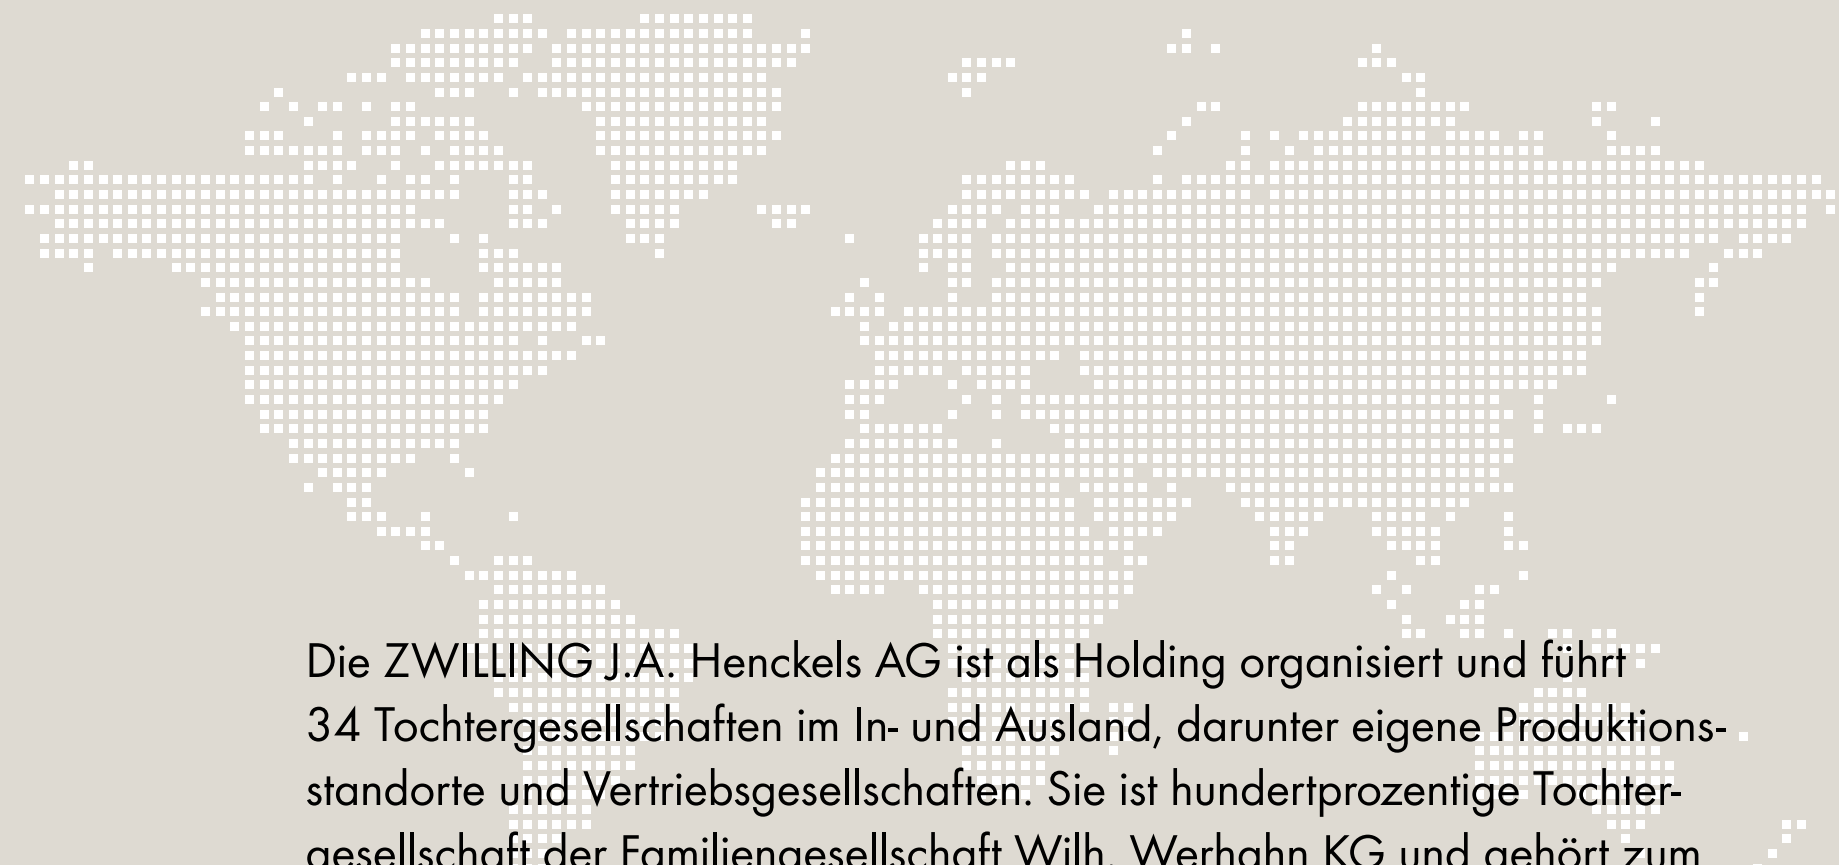 Die ZWILLING J.A. Henckels AG ist als Holding organisiert und führt
34 Tochtergesellschaften im In- und Ausland, darunter eigene Produktions-
standorte und Vertriebsgesellschaften. Sie ist hundertprozentige Tochter-
gesellschaft der Familiengesellschaft Wilh. Werhahn KG und gehört zum